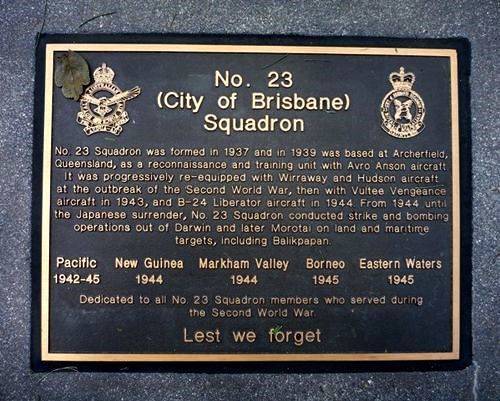 No. 23
(City of Brisbane)
Squadron
No. 23 Squadron was formed in 1937 and in 1939 was based at Archerfield,
Queensland, as a reconnaissance and training unit with Avro Anson aircraft.
It was progressively re-equipped with Wirraway and Hudson aircraft
at the outbreak of the Second World War, then with Vultee Vengeance
aircraft in 1943, and B-24 Liberator aircraft in 1944. From 1944 until
the Japanese surrender, No. 23 Squadron conducted strike and bombing
operations out of Darwin and later Morotai on land and maritime
targets, including Balikpapan.
Pacific New Guinea Markham Valley Borneo Eastern Waters
1942-45 1944 1944 1945 1945
Dedicated to all No. 23 Squadron members who served during
the Second World War.
Lest we forget